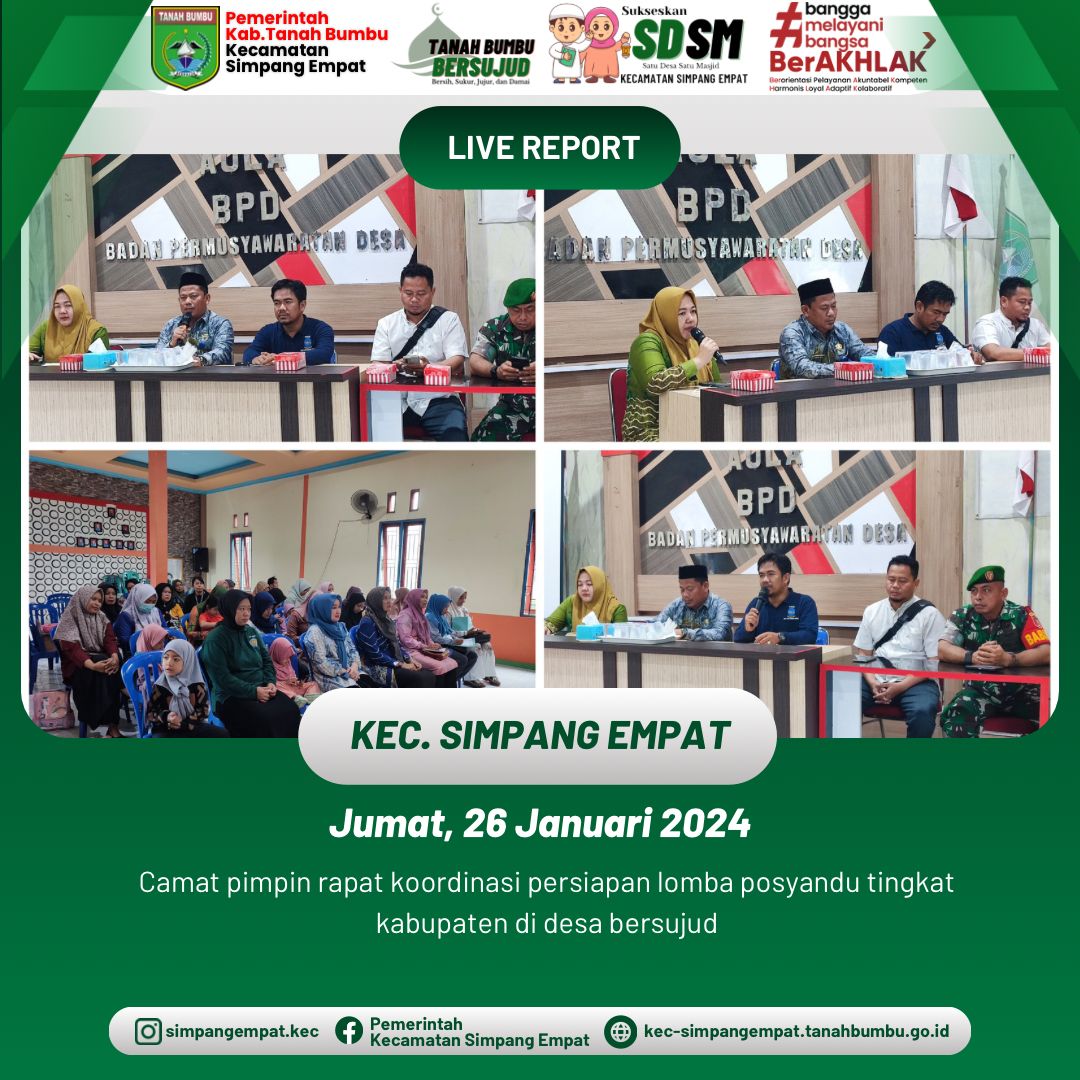 TANAH BUMBU
Pemerintah
Kab.Tanah Bumbu
Kecamatan
Simpang Empat
TANAH BUMBU
BERSUJUD
Bersih, Sukur, Jujur, dan Damai
Sukseskan
SDSM
Satu Desa Satu Masjid
KECAMATAN SIMPANG EMPAT
#bangga
melayani
bangsa
BerAKHLAK
Berorientasi Pelayanan Akuntabel Kompeten
Harmonis Loyal Adaptif Kolaboratif
LIVE REPORT
AULA
BPD
BADAN PERMUSYAWARATAN DESA
AULA
BPD
ADAN PERMUSYAWARATAN DESA
AULA
BPD
BADAN PERMUSYAWARATAN DESA
BAB
KEC. SIMPANG EMPAT
Jumat, 26 Januari 2024
Camat pimpin rapat koordinasi persiapan lomba posyandu tingkat
kabupaten di desa bersujud
simpangempat.kec
Pemerintah
Kecamatan Simpang Empat
kec-simpangempat.tanahbumbu.go.id